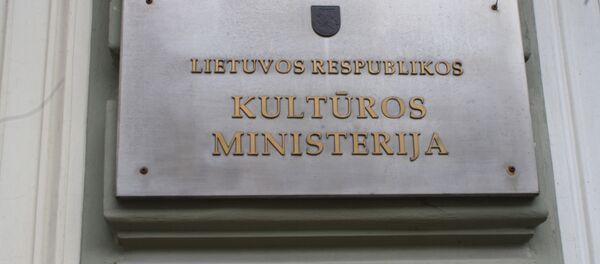 LIETUVOS RESPUBLIKOS
KULTŪROS
MINISTERIJA